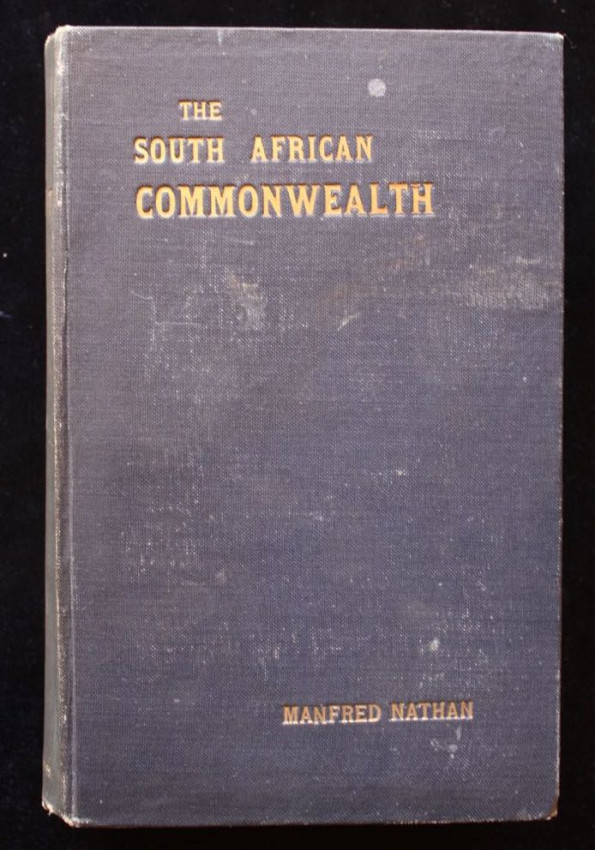 THE
SOUTH AFRICAN
COMMONWEALTH
MANFRED NATHAN